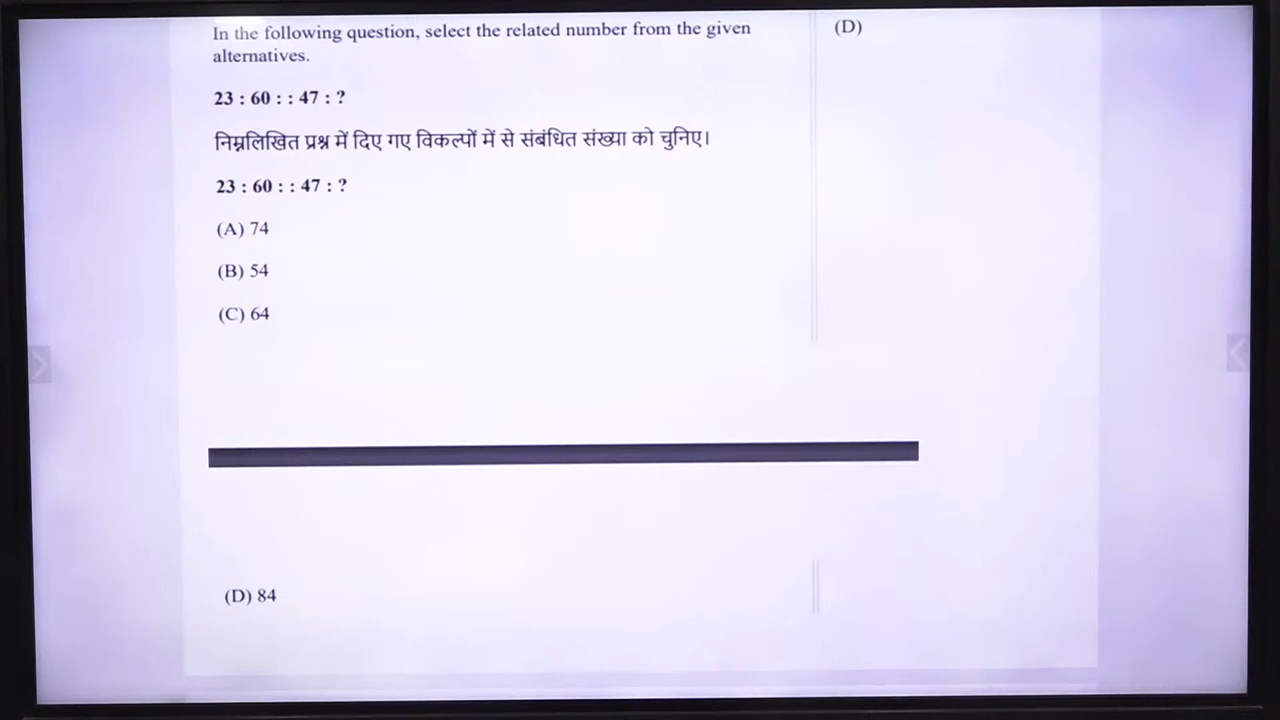 In the following question, select the related number from the given
alternatives.
23 : 60 : : 47 : ?
निम्नलिखित प्रश्न में दिए गए विकल्पों में से संबंधित संख्या को चुनिए।
23 : 60 : : 47 : ?
(A) 74
(B) 54
(C) 64
(D) 84
(D)